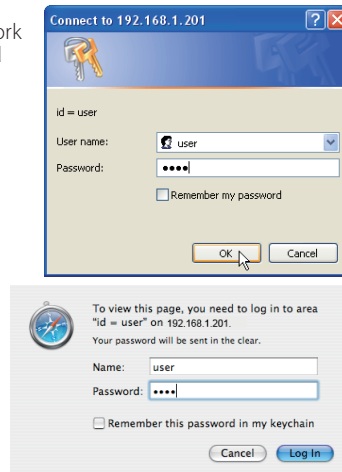 ork
Connect to 192.168.1.201
id = user
User name:
user
Password:
••••
Remember my password
OK
Cancel
To view this page, you need to log in to area
"id = user" on 192.168.1.201.
Your password will be sent in the clear.
Name:
user
Password:
••••
Remember this password in my keychain
Cancel
Log In